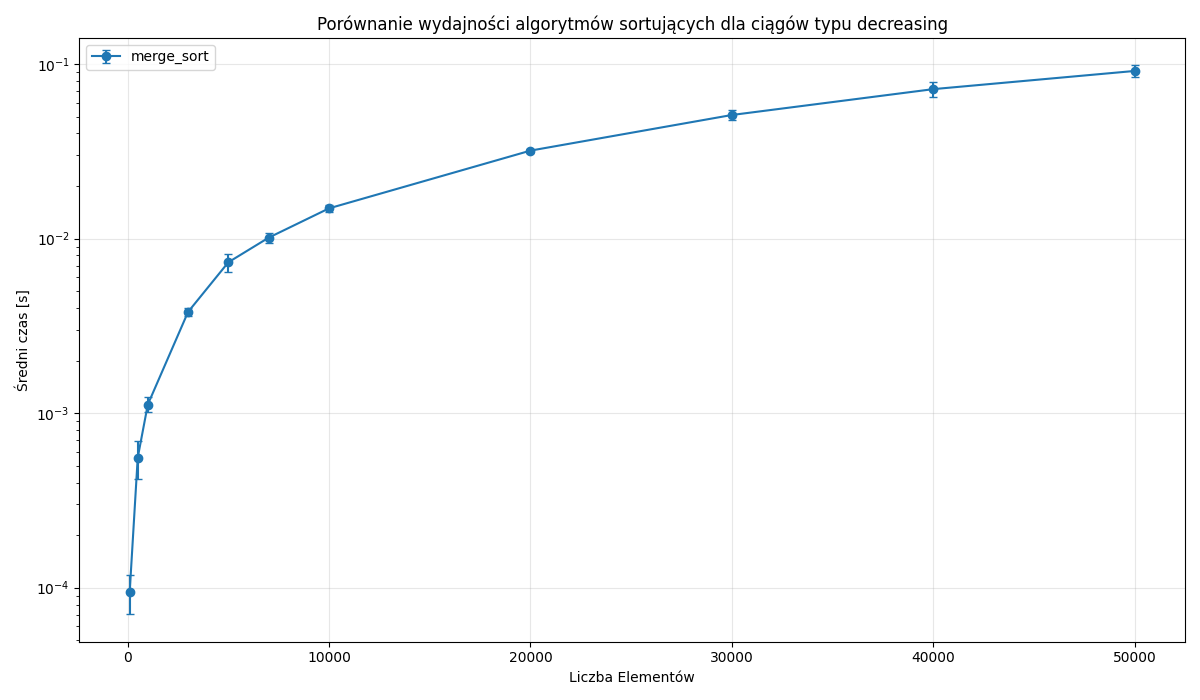 Porównanie wydajności algorytmów sortujących dla ciągów typu decreasing
merge_sort
Średni czas [s]
10⁻¹
10⁻²
10⁻³
10⁻⁴
0 10000 20000 30000 40000 50000
Liczba Elementów